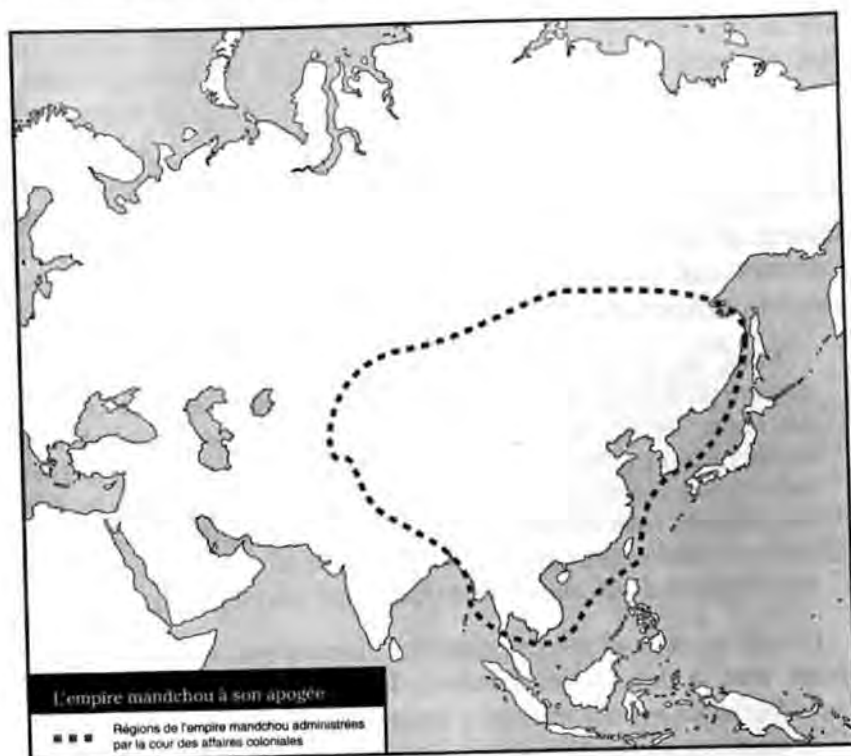 L'empire mandchou à son apogée
Régions de l'empire mandchou administrées
par la cour des affaires coloniales